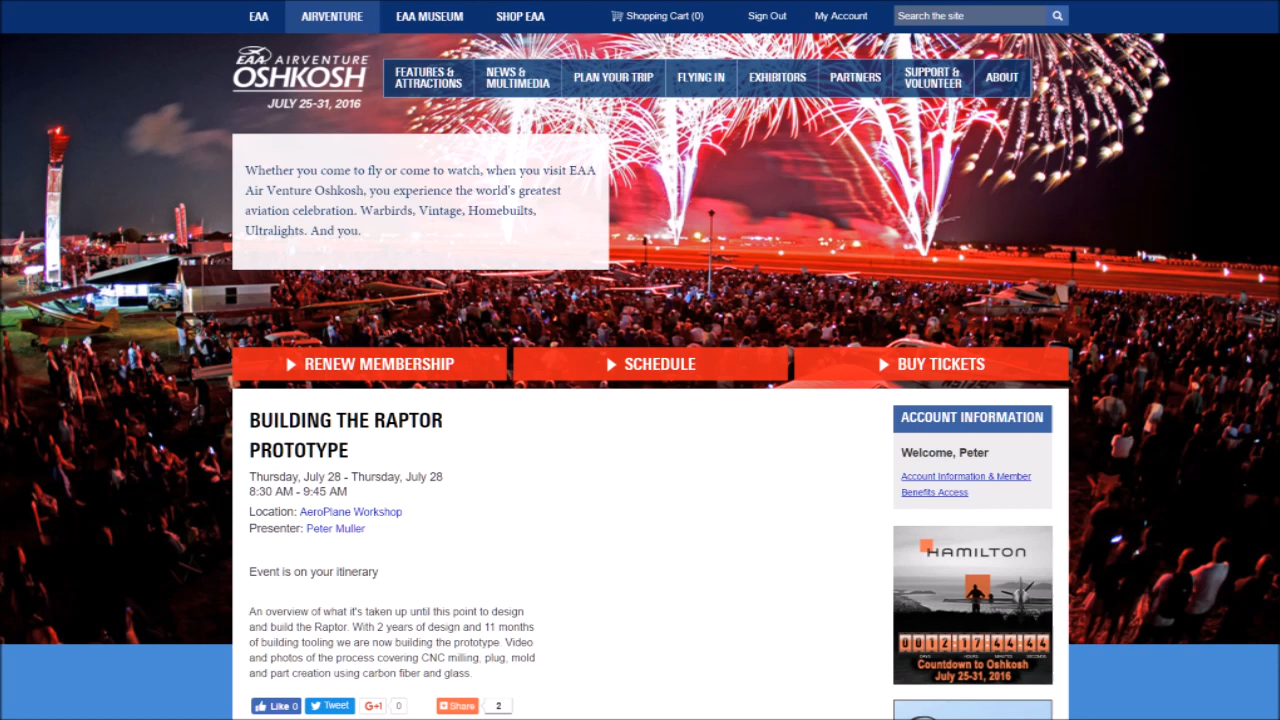 EAA
AIRVENTURE
EAA MUSEUM
SHOP EAA
Shopping Cart (0)
Sign Out
My Account
Search the site
EAA AIRVENTURE
OSHKOSH
JULY 25-31, 2016
FEATURES &
ATTRACTIONS
NEWS &
MULTIMEDIA
PLAN YOUR TRIP
FLYING IN
EXHIBITORS
PARTNERS
SUPPORT &
VOLUNTEER
ABOUT
Whether you come to fly or come to watch, when you visit EAA
Air Venture Oshkosh, you experience the world's greatest
aviation celebration. Warbirds, Vintage, Homebuilts,
Ultralights. And you.
RENEW MEMBERSHIP
SCHEDULE
BUY TICKETS
BUILDING THE RAPTOR
PROTOTYPE
Thursday, July 28 - Thursday, July 28
8:30 AM - 9:45 AM
Location: AeroPlane Workshop
Presenter: Peter Muller
Event is on your itinerary
An overview of what it's taken up until this point to design
and build the Raptor. With 2 years of design and 11 months
of building tooling we are now building the prototype. Video
and photos of the process covering CNC milling, plug, mold
and part creation using carbon fiber and glass.
Like 0
Tweet
G+1
0
Share
2
ACCOUNT INFORMATION
Welcome, Peter
Account Information & Member
Benefits Access
HAMILTON
0012:17:44:44
DAYS HOURS MINUTES SECONDS
Countdown to Oshkosh
July 25-31, 2016